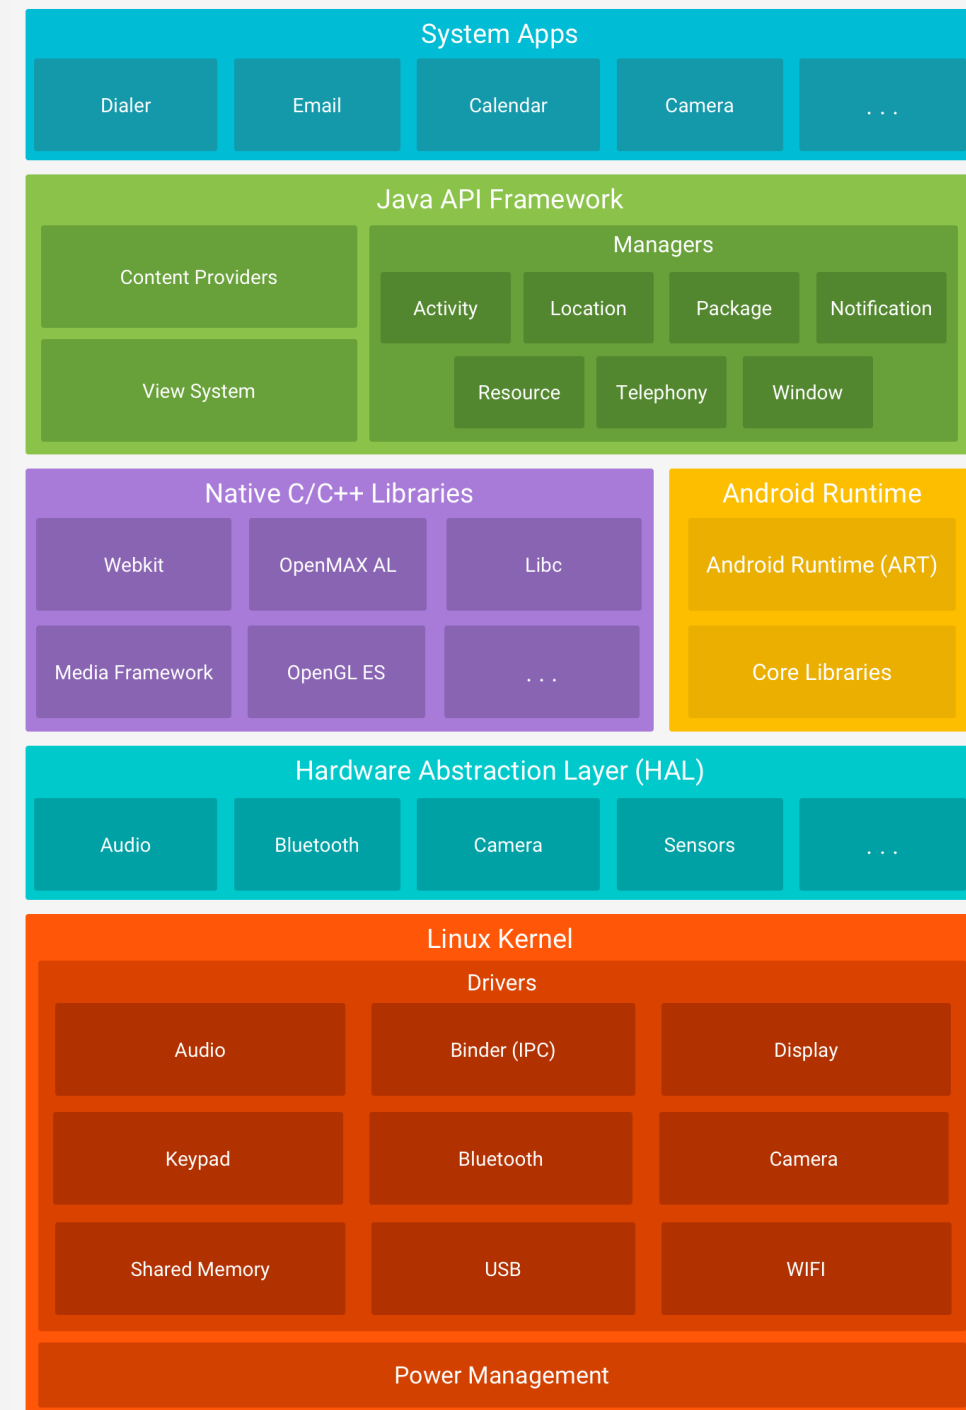 System Apps
Dialer
Email
Calendar
Camera
. . .
Java API Framework
Content Providers
View System
Managers
Activity
Location
Package
Notification
Resource
Telephony
Window
Native C/C++ Libraries
Webkit
OpenMAX AL
Libc
Media Framework
OpenGL ES
. . .
Android Runtime
Android Runtime (ART)
Core Libraries
Hardware Abstraction Layer (HAL)
Audio
Bluetooth
Camera
Sensors
. . .
Linux Kernel
Drivers
Audio
Binder (IPC)
Display
Keypad
Bluetooth
Camera
Shared Memory
USB
WIFI
Power Management